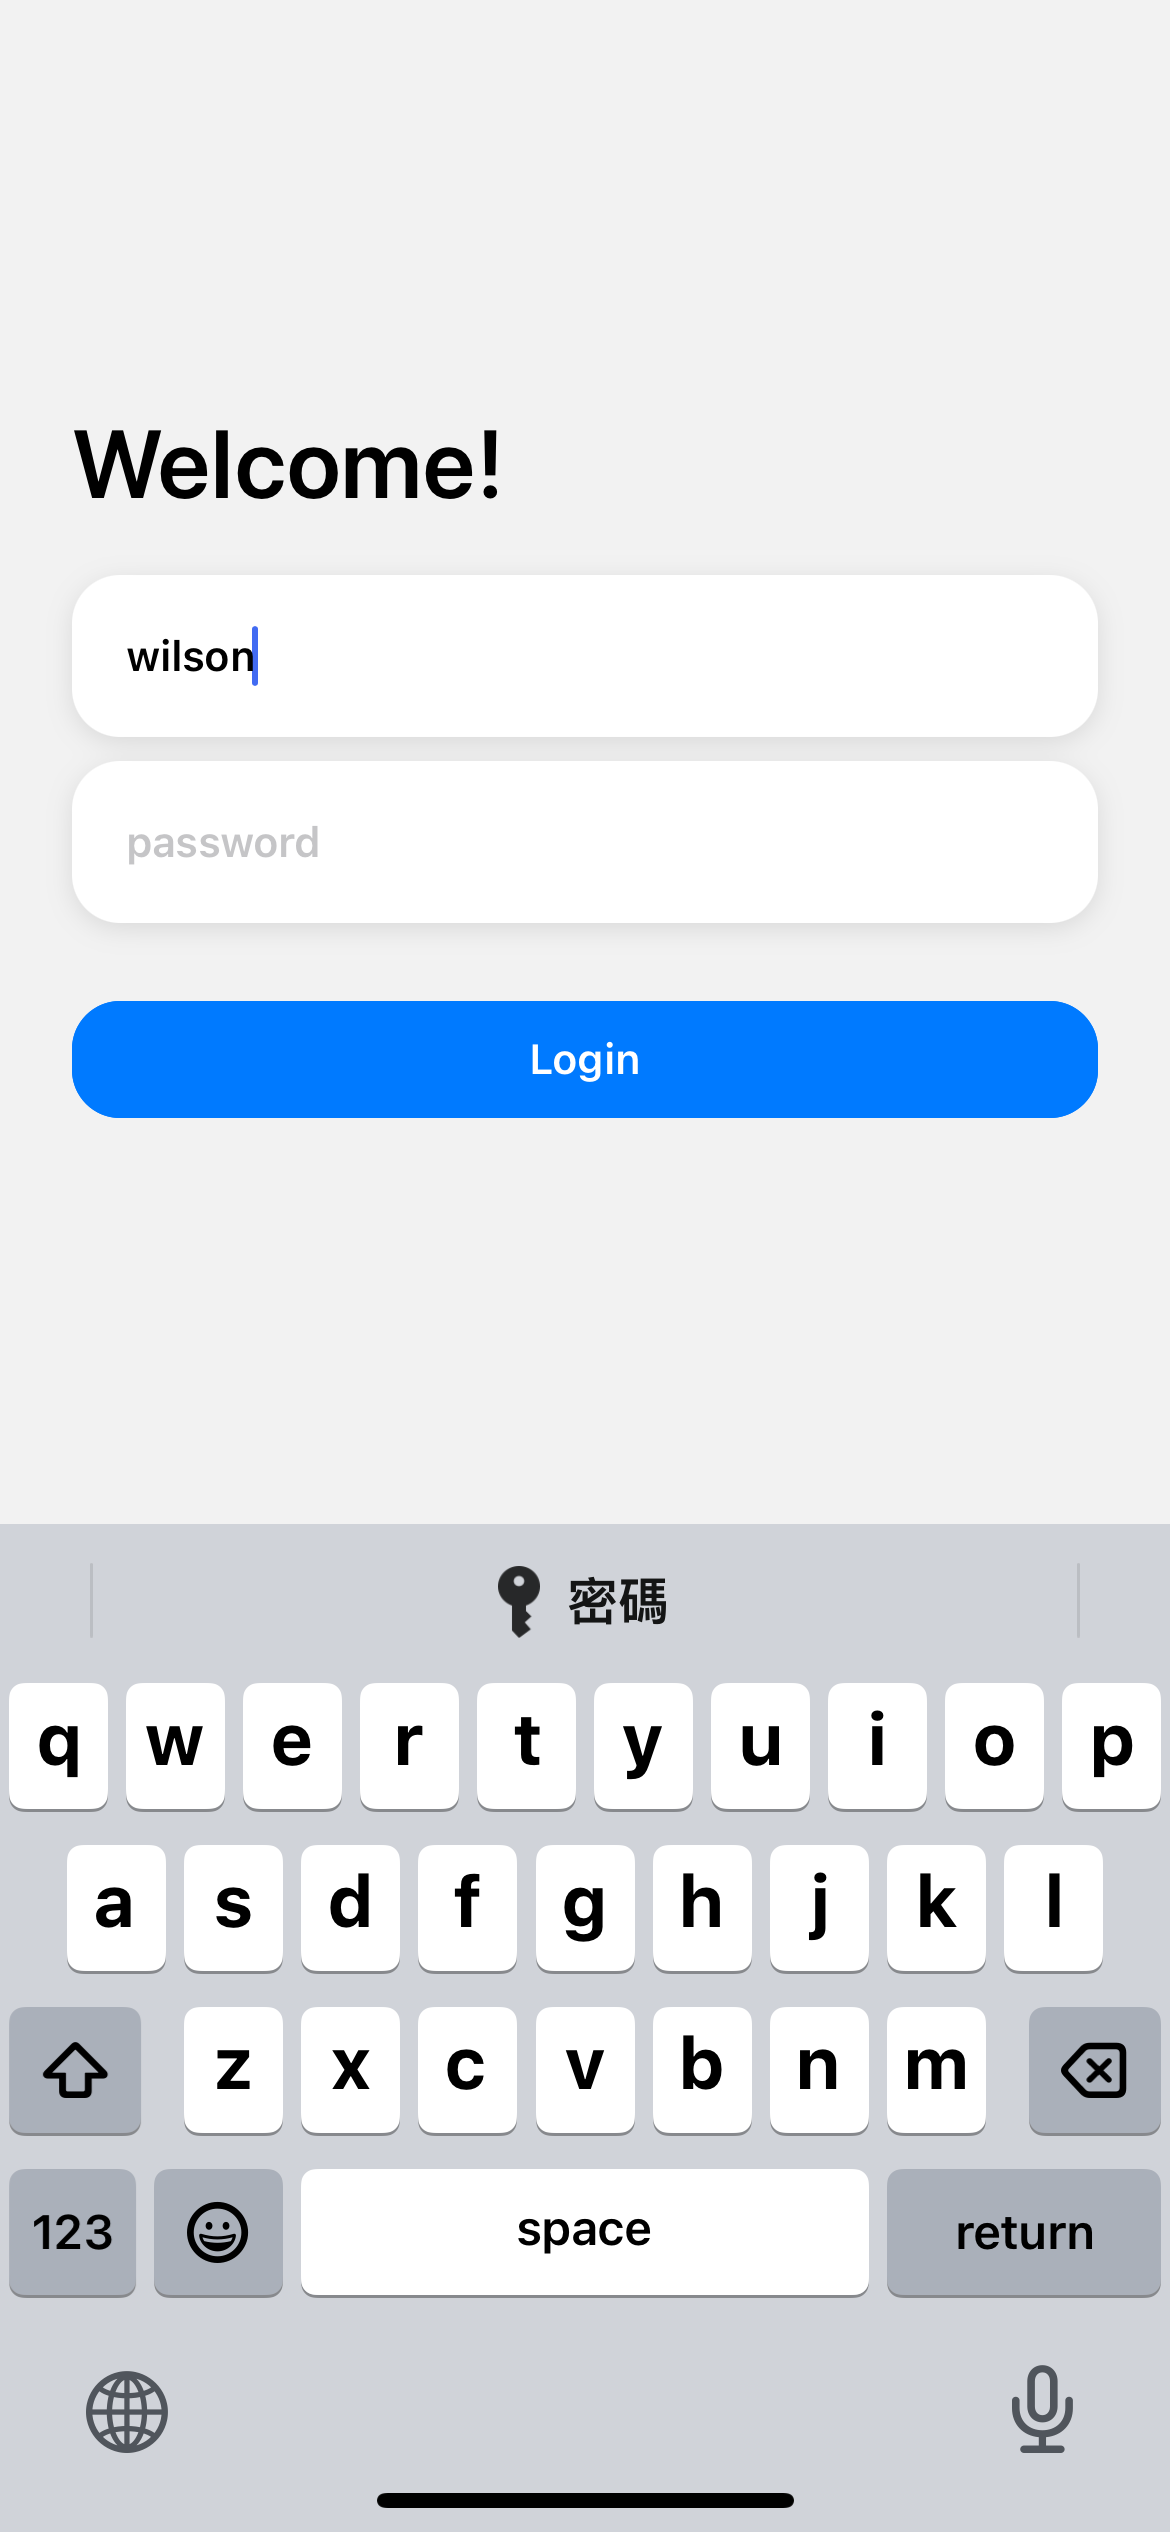 Welcome!
wilson
password
Login
密碼
q w e r t y u i o p
a s d f g h j k l
z x c v b n m
123 space return